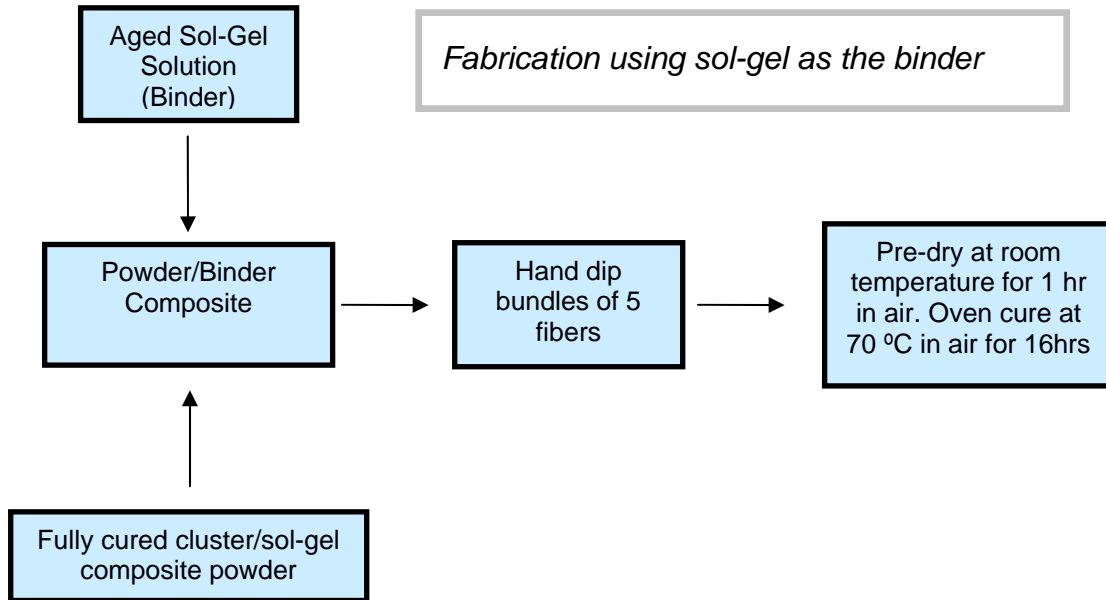 Aged Sol-Gel
Solution
(Binder)
Fabrication using sol-gel as the binder
Powder/Binder
Composite
Hand dip
bundles of 5
fibers
Pre-dry at room
temperature for 1 hr
in air. Oven cure at
70 ºC in air for 16hrs
Fully cured cluster/sol-gel
composite powder